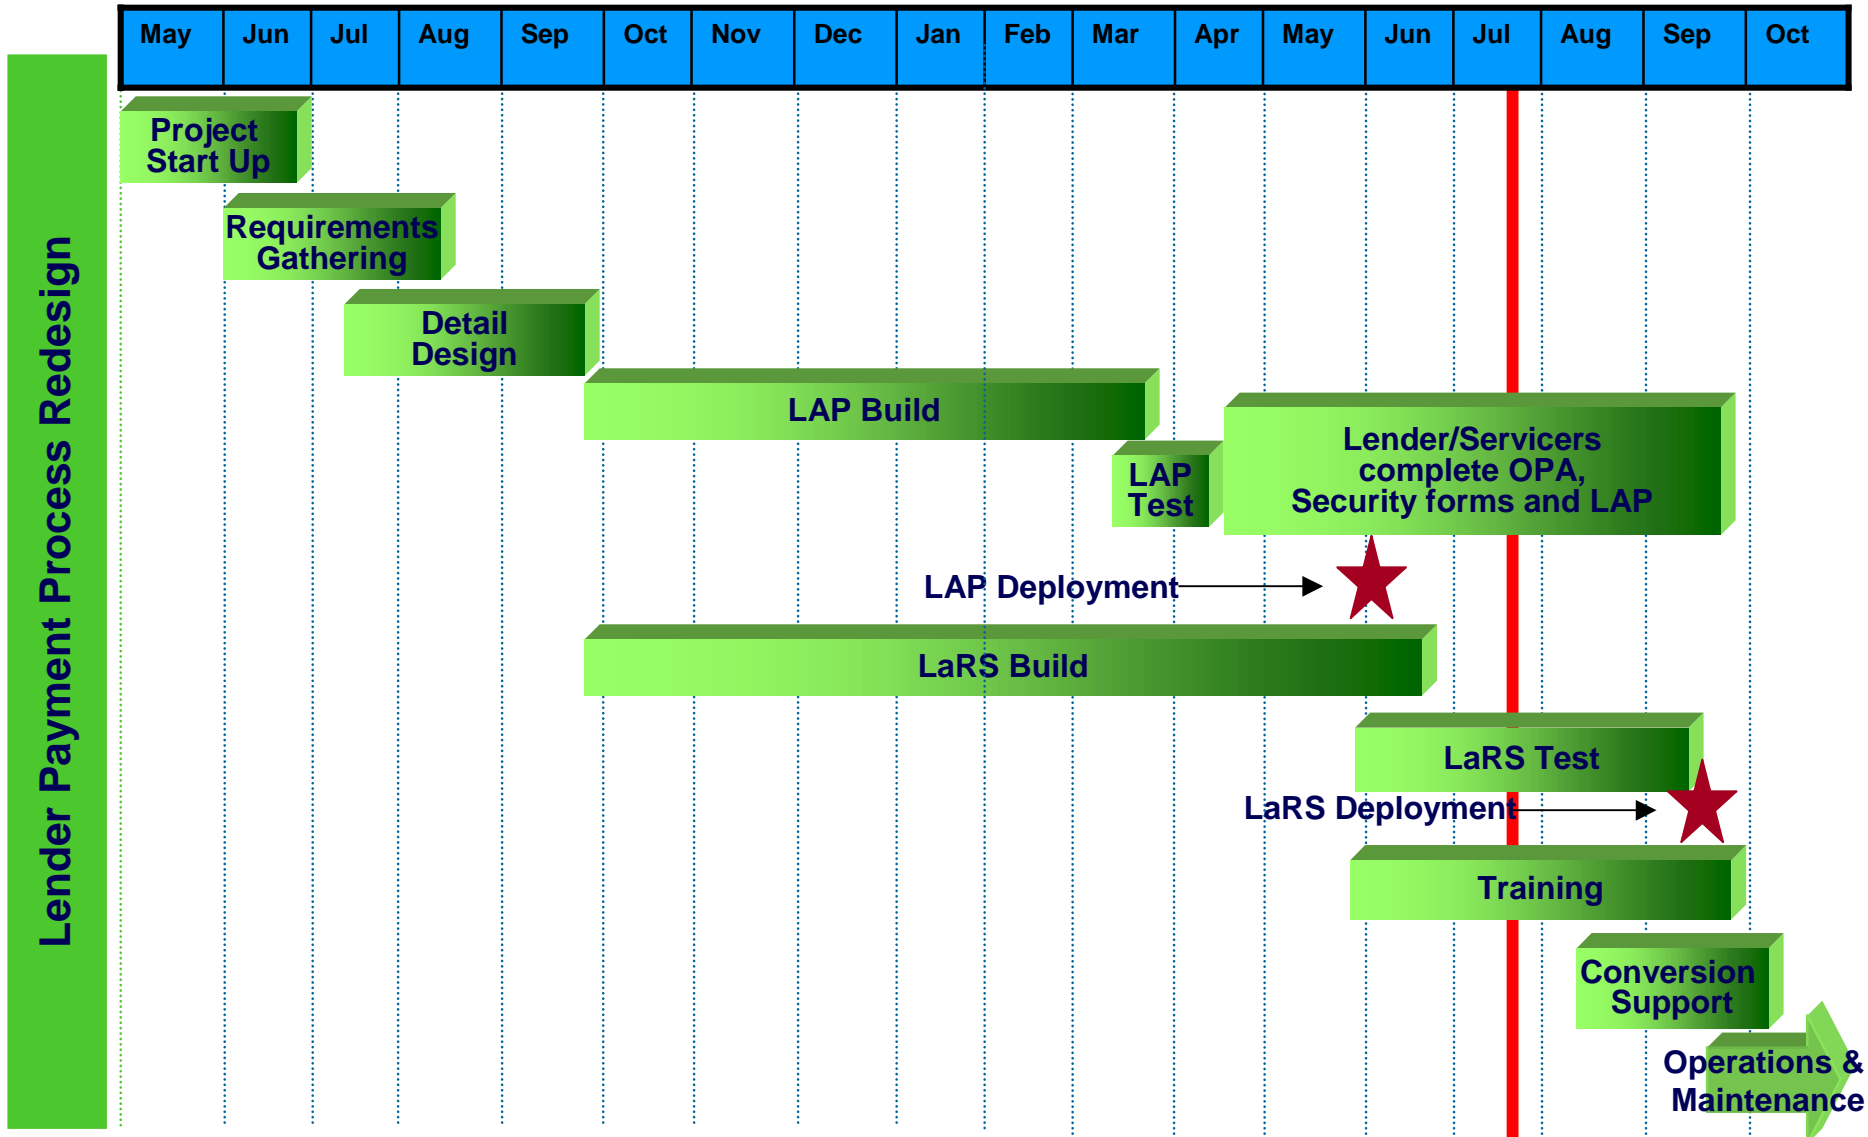 May Jun Jul Aug Sep Oct Nov Dec Jan Feb Mar Apr May Jun Jul Aug Sep Oct
Lender Payment Process Redesign
Project
Start Up
Requirements
Gathering
Detail
Design
LAP Build
LAP
Test
Lender/Servicers
complete OPA,
Security forms and LAP
LAP Deployment
LaRS Build
LaRS Test
LaRS Deployment
Training
Conversion
Support
Operations &
Maintenance